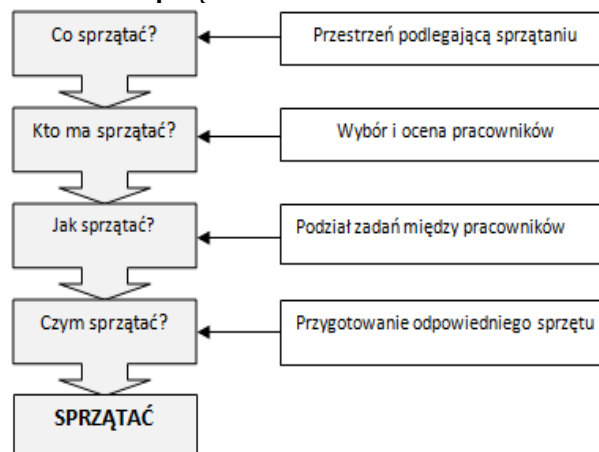 Co sprzątać?
Przestrzeń podlegającą sprzątaniu
Kto ma sprzątać?
Wybór i ocena pracowników
Jak sprzątać?
Podział zadań między pracowników
Czym sprzątać?
Przygotowanie odpowiedniego sprzętu
SPRZĄTAĆ